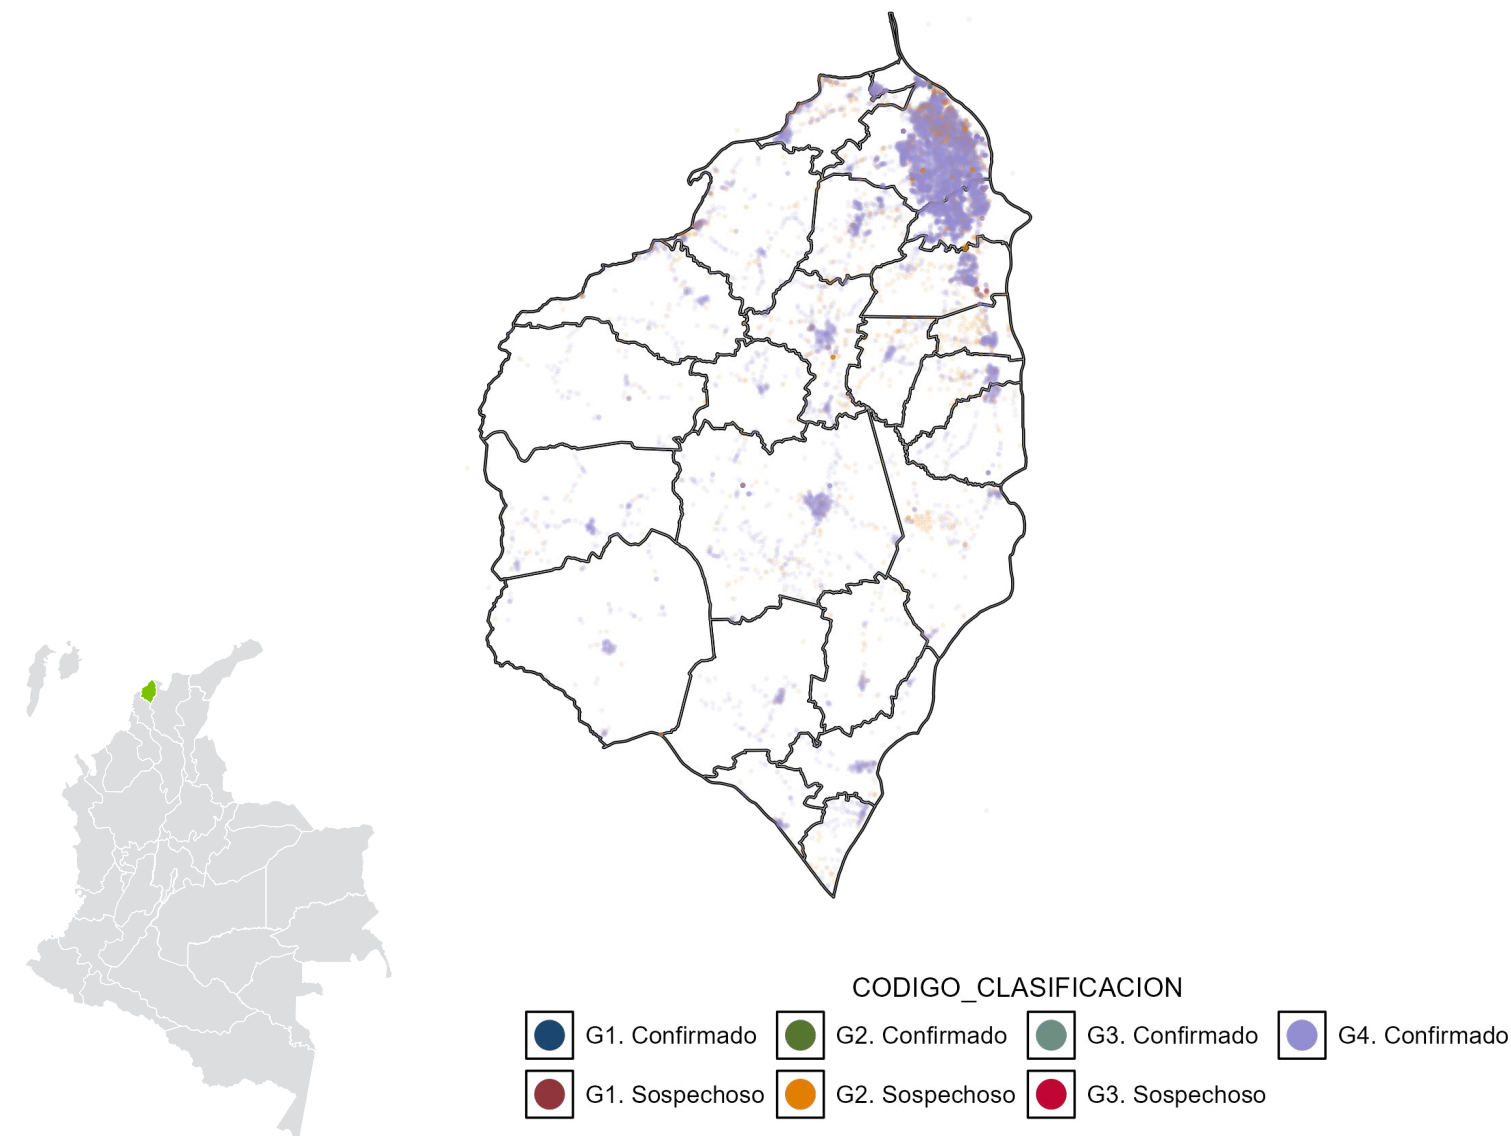 CODIGO_CLASIFICACION
G1. Confirmado G2. Confirmado G3. Confirmado G4. Confirmado
G1. Sospechoso G2. Sospechoso G3. Sospechoso